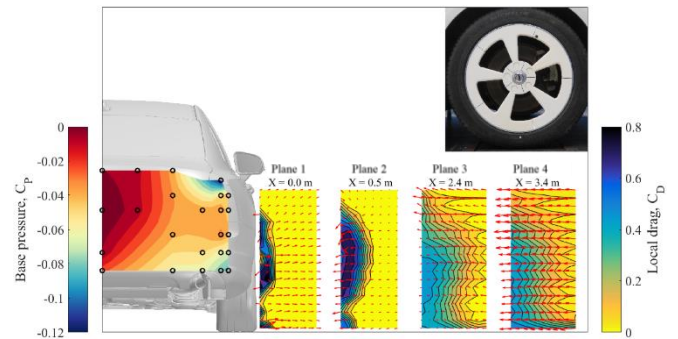 Plane 1
X = 0.0 m
Plane 2
X = 0.5 m
Plane 3
X = 2.4 m
Plane 4
X = 3.4 m
Base pressure, C_P
0
-0.02
-0.04
-0.06
-0.08
-0.1
-0.12
0.8
0.6
0.4
0.2
0
Local drag, C_D